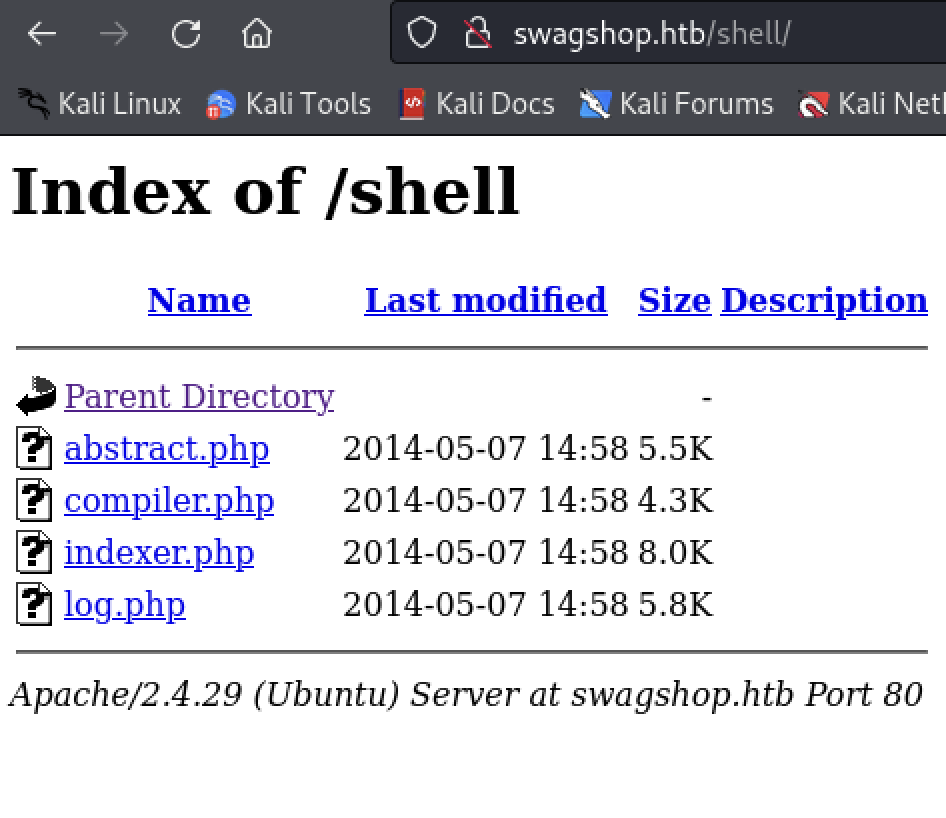 swagshop.htb/shell/
Kali Linux Kali Tools Kali Docs Kali Forums Kali Net
Index of /shell
Name Last modified Size Description
Parent Directory -
abstract.php 2014-05-07 14:58 5.5K
compiler.php 2014-05-07 14:58 4.3K
indexer.php 2014-05-07 14:58 8.0K
log.php 2014-05-07 14:58 5.8K
Apache/2.4.29 (Ubuntu) Server at swagshop.htb Port 80